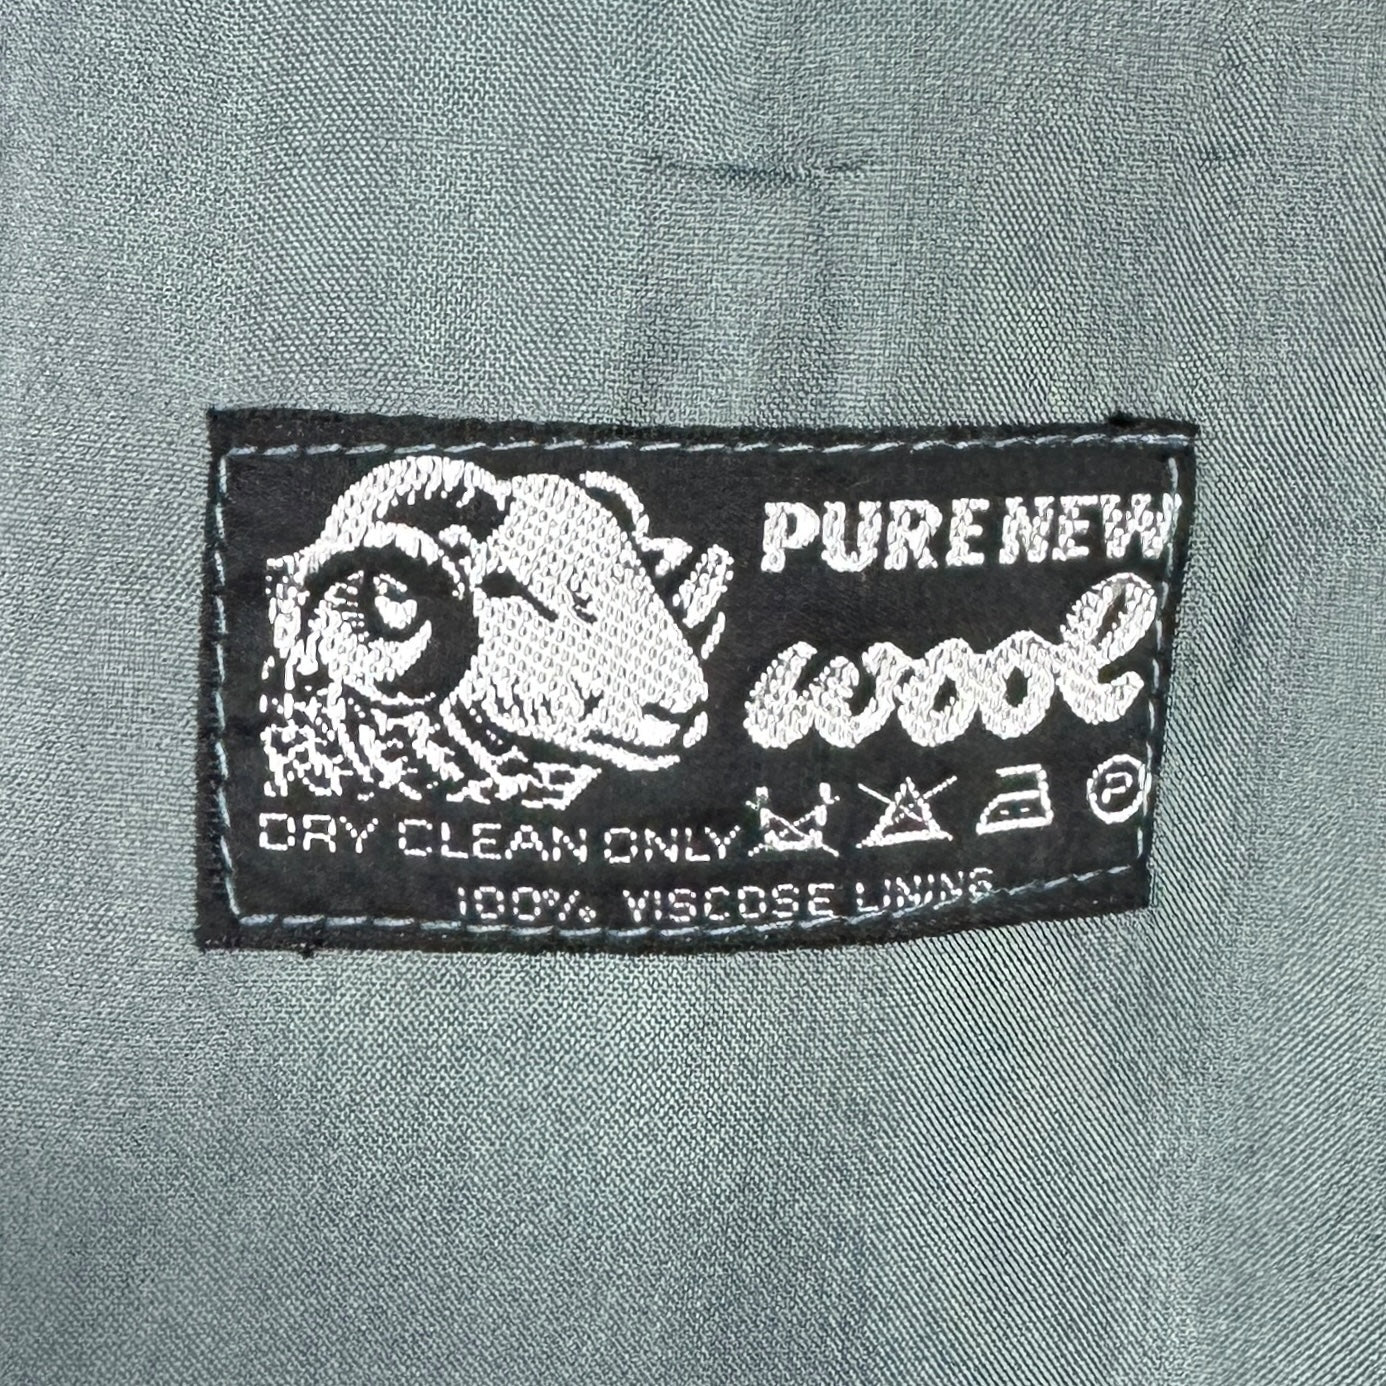 PURE NEW
wool
DRY CLEAN ONLY P
100% VISCOSE LINING